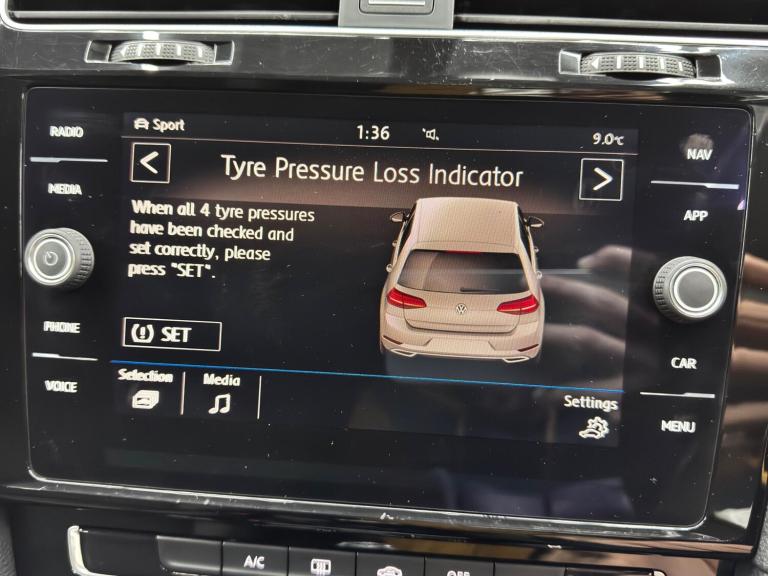 Sport
1:36
9.0°C
RADIO
MEDIA
PHONE
VOICE
NAV
APP
CAR
MENU
<
Tyre Pressure Loss Indicator
>
When all 4 tyre pressures
have been checked and
set correctly, please
press "SET".
(!) SET
Selection
Media
Settings
A/C
OFF